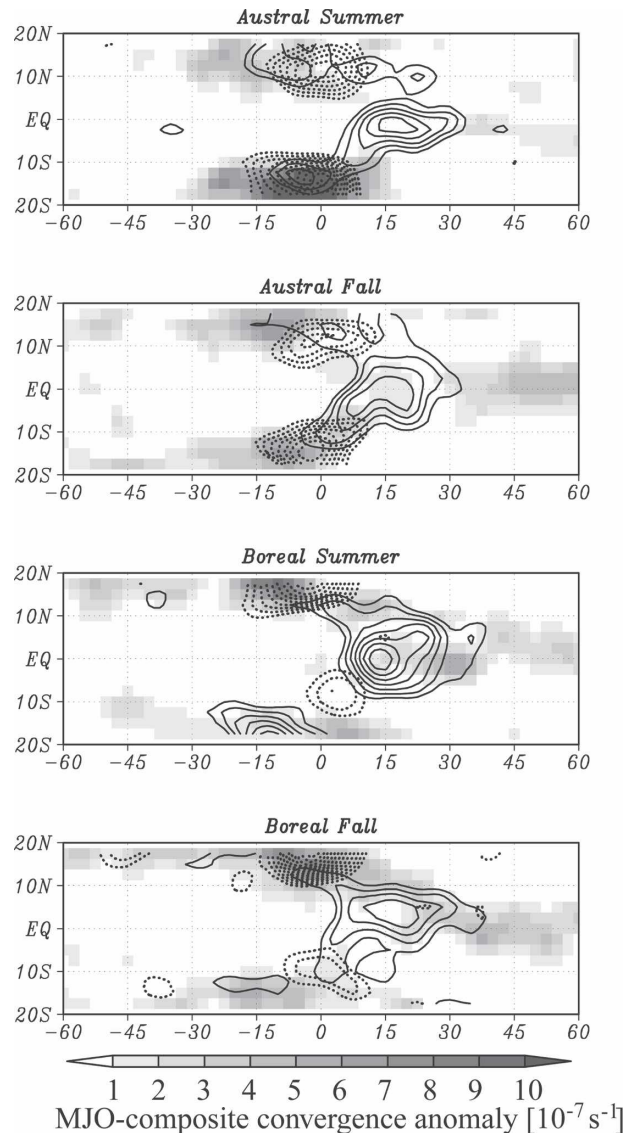 Austral Summer
20N
10N
EQ
10S
20S
-60 -45 -30 -15 0 15 30 45 60
Austral Fall
20N
10N
EQ
10S
20S
-60 -45 -30 -15 0 15 30 45 60
Boreal Summer
20N
10N
EQ
10S
20S
-60 -45 -30 -15 0 15 30 45 60
Boreal Fall
20N
10N
EQ
10S
20S
-60 -45 -30 -15 0 15 30 45 60
1 2 3 4 5 6 7 8 9 10
MJO-composite convergence anomaly [10⁻⁷ s⁻¹]